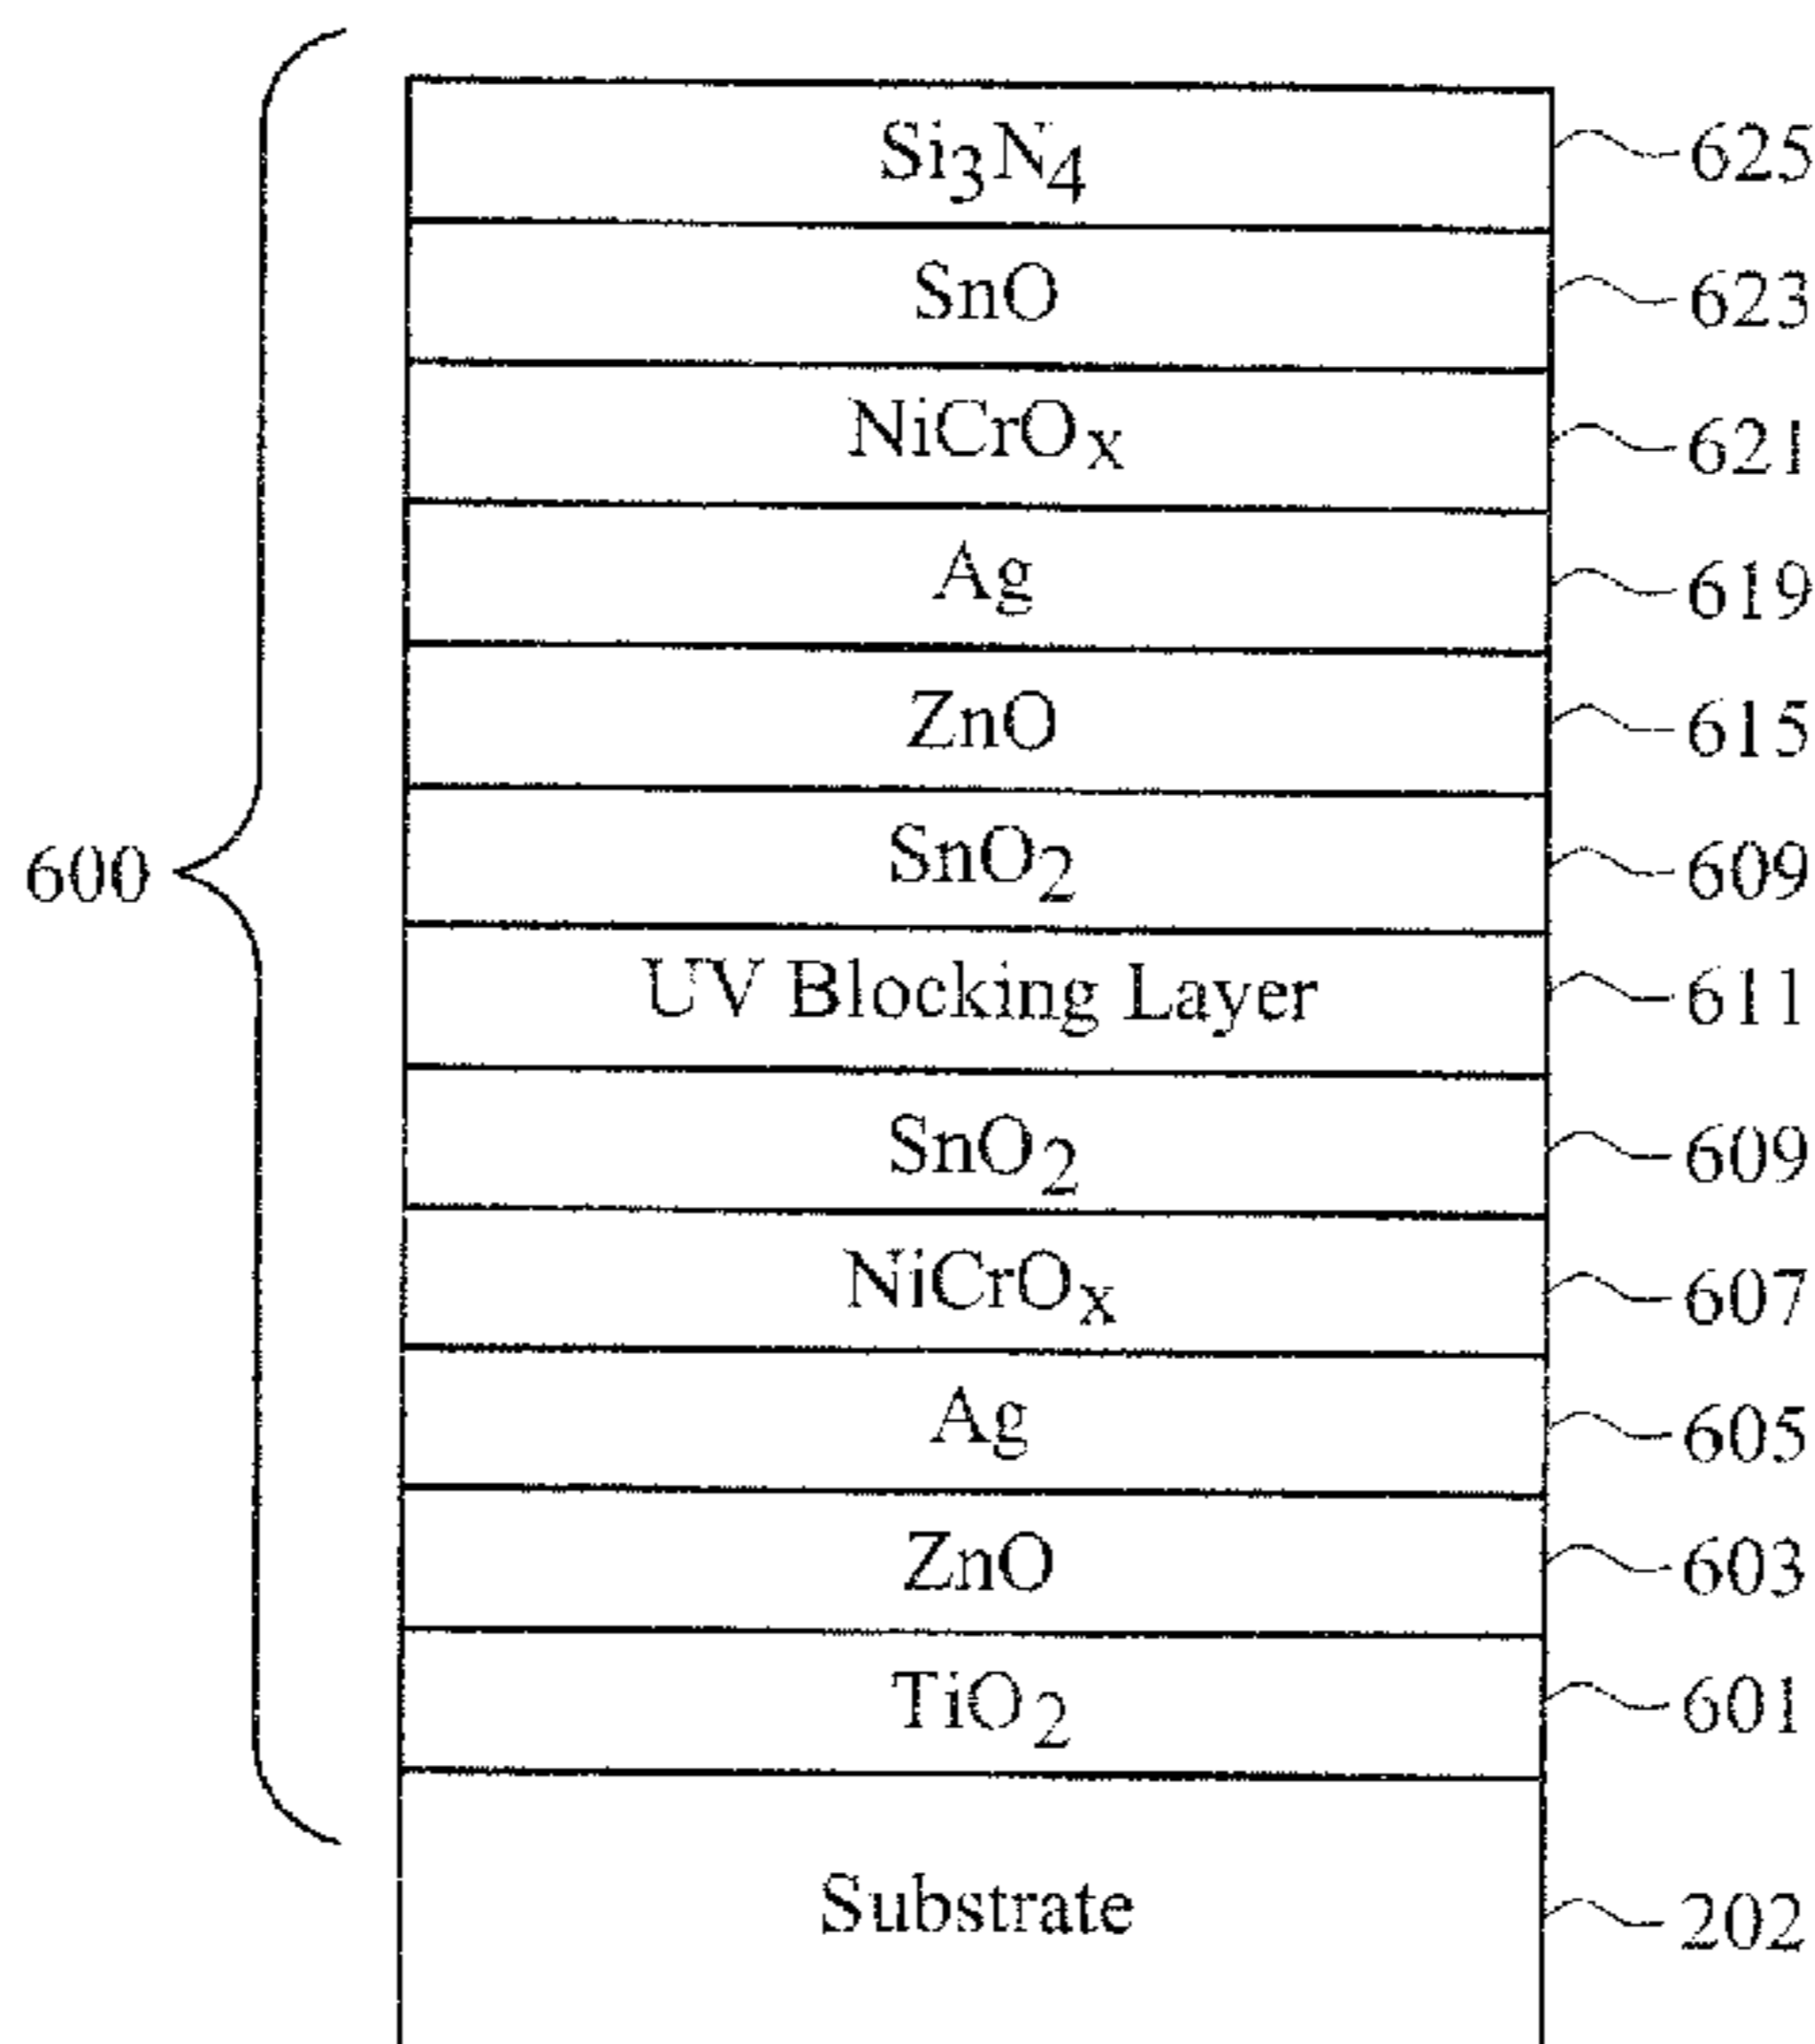 Si₃N₄ 625
SnO 623
NiCrOₓ 621
Ag 619
ZnO 615
SnO₂ 609
600
UV Blocking Layer 611
SnO₂ 609
NiCrOₓ 607
Ag 605
ZnO 603
TiO₂ 601
Substrate 202